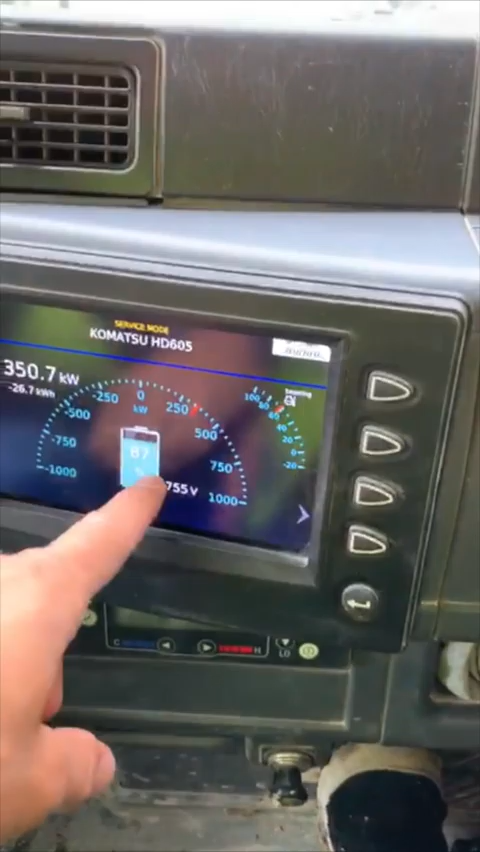 SERVICE MODE
KOMATSU HD605
350.7 kW
-26.7 kWh
-250 0 250
kW
-500 500
-750 750
-1000 1000
87
%
755 V
100
80
60
40
20
0
-20
C H
LO